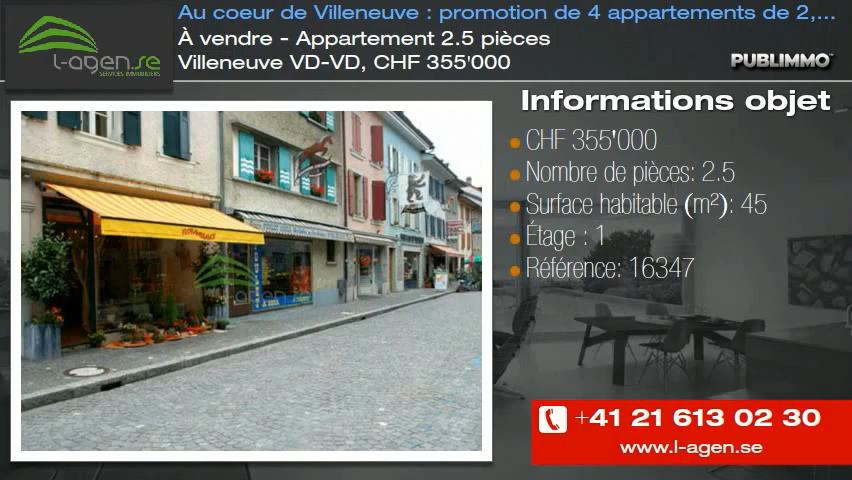 Au coeur de Villeneuve : promotion de 4 appartements de 2,...
À vendre - Appartement 2.5 pièces
Villeneuve VD-VD, CHF 355'000
l-agen.se
SERVICES IMMOBILIERS
PUBLIMMO
Informations objet
CHF 355'000
Nombre de pièces: 2.5
Surface habitable (m²): 45
Étage : 1
Référence: 16347
l-agen.se
+41 21 613 02 30
www.l-agen.se